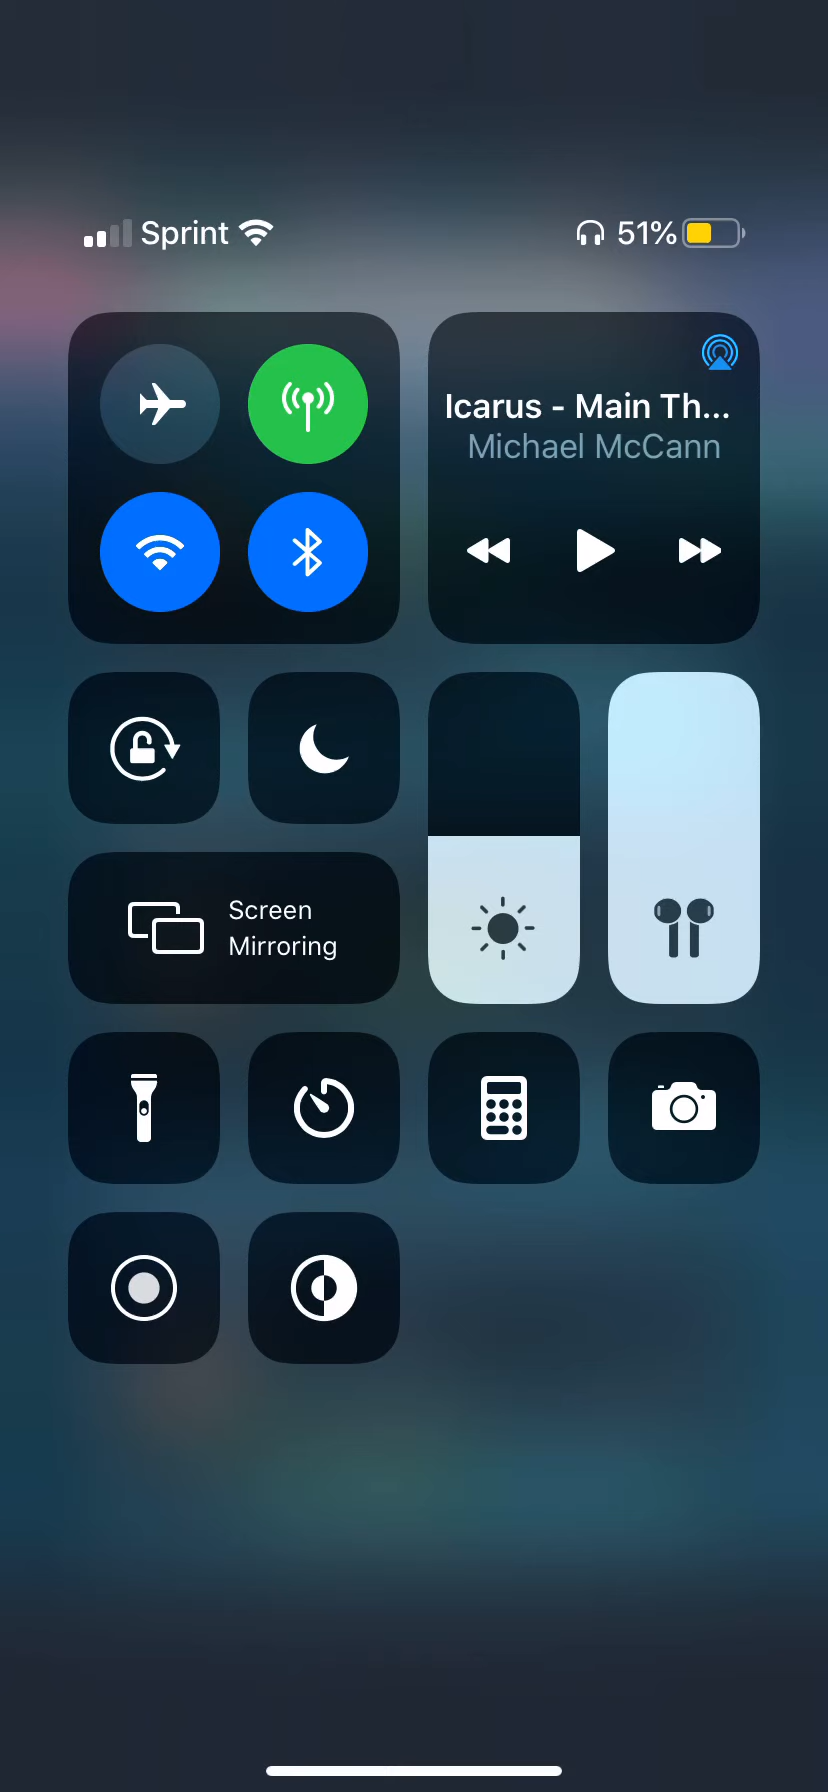 Sprint 51%
Icarus - Main Th...
Michael McCann
Screen
Mirroring